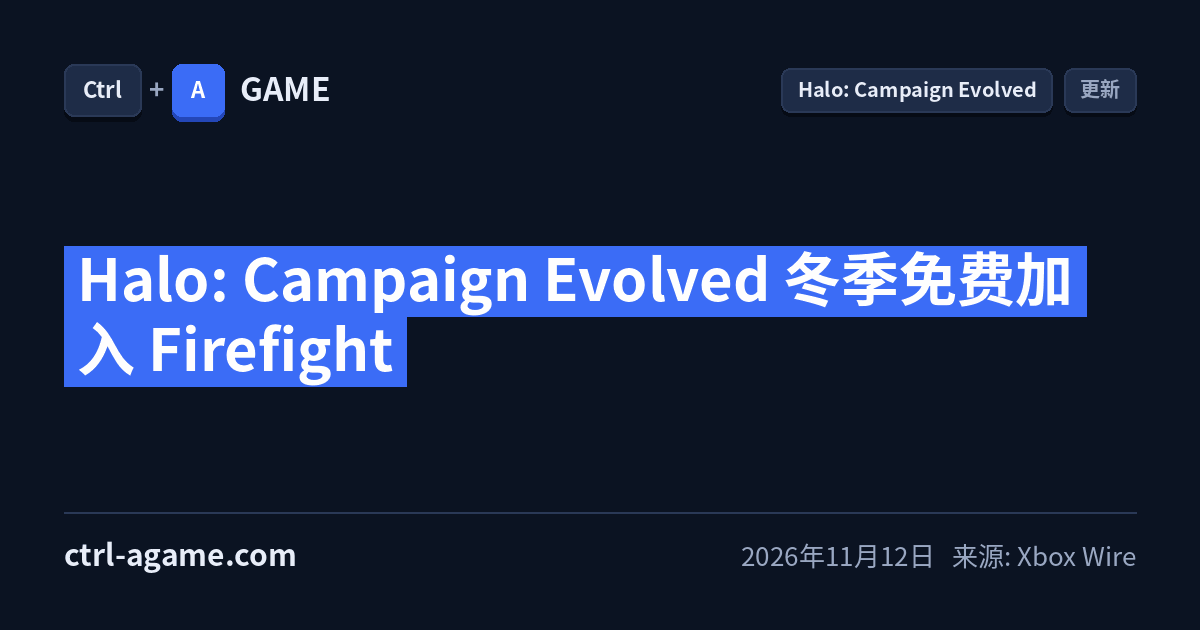 Ctrl + A GAME
Halo: Campaign Evolved
更新
Halo: Campaign Evolved 冬季免费加
入 Firefight
ctrl-agame.com
2026年11月12日 来源: Xbox Wire